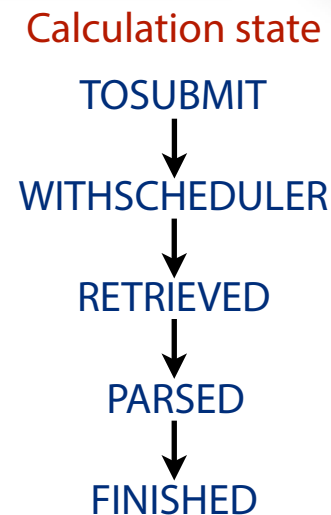 Calculation state
TOSUBMIT
WITHSCHEDULER
RETRIEVED
PARSED
FINISHED